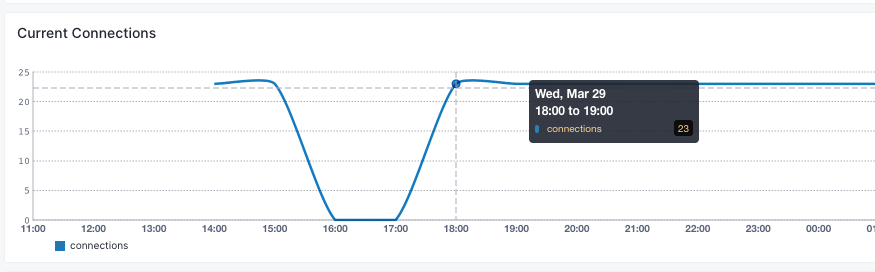 Current Connections
25
20
15
10
5
0
11:00 12:00 13:00 14:00 15:00 16:00 17:00 18:00 19:00 20:00 21:00 22:00 23:00 00:00
connections
Wed, Mar 29
18:00 to 19:00
connections 23